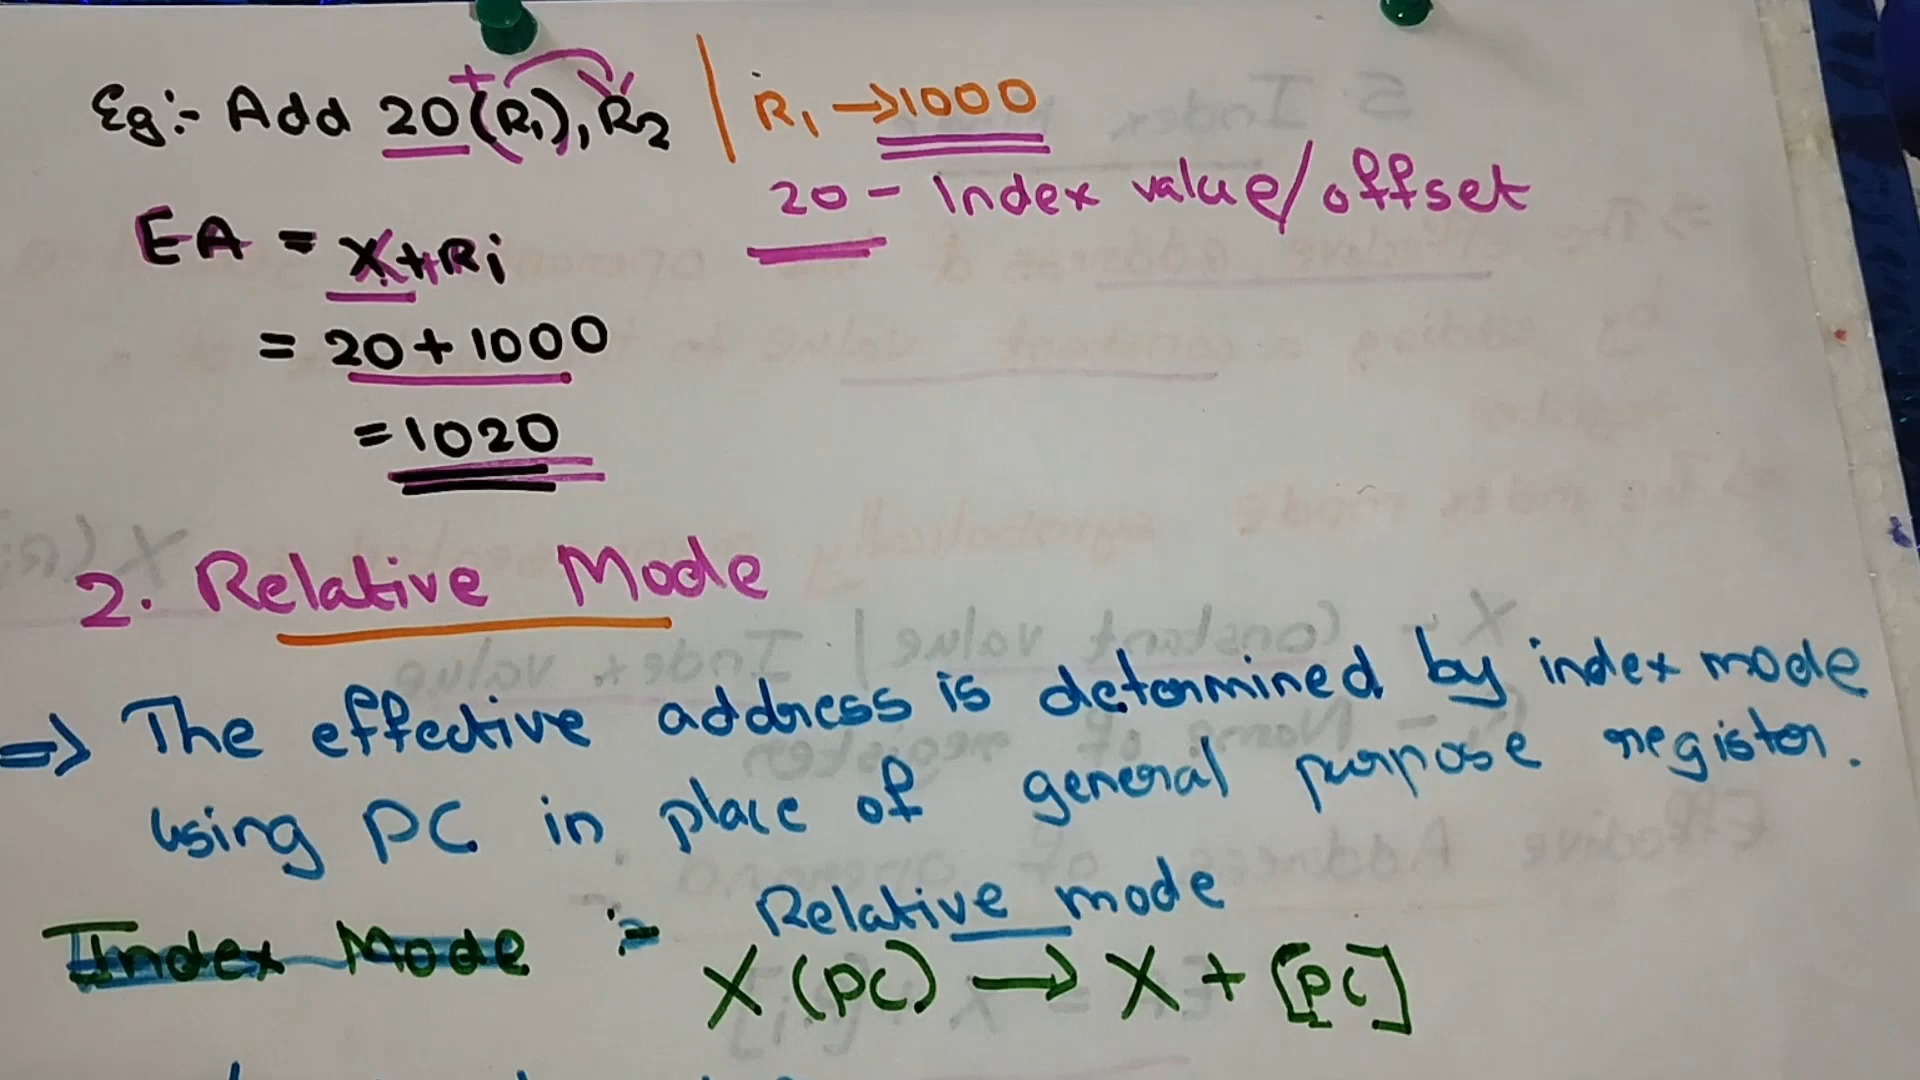 Eg:- Add 20(R1), R2 | R1 → 1000
+
20 - Index value/offset
EA = X+Ri
= 20+1000
=1020
2. Relative Mode
⇒ The effective address is determined by index mode
using PC in place of general purpose register.
Index Mode :- Relative mode
X (PC) → X + [PC]